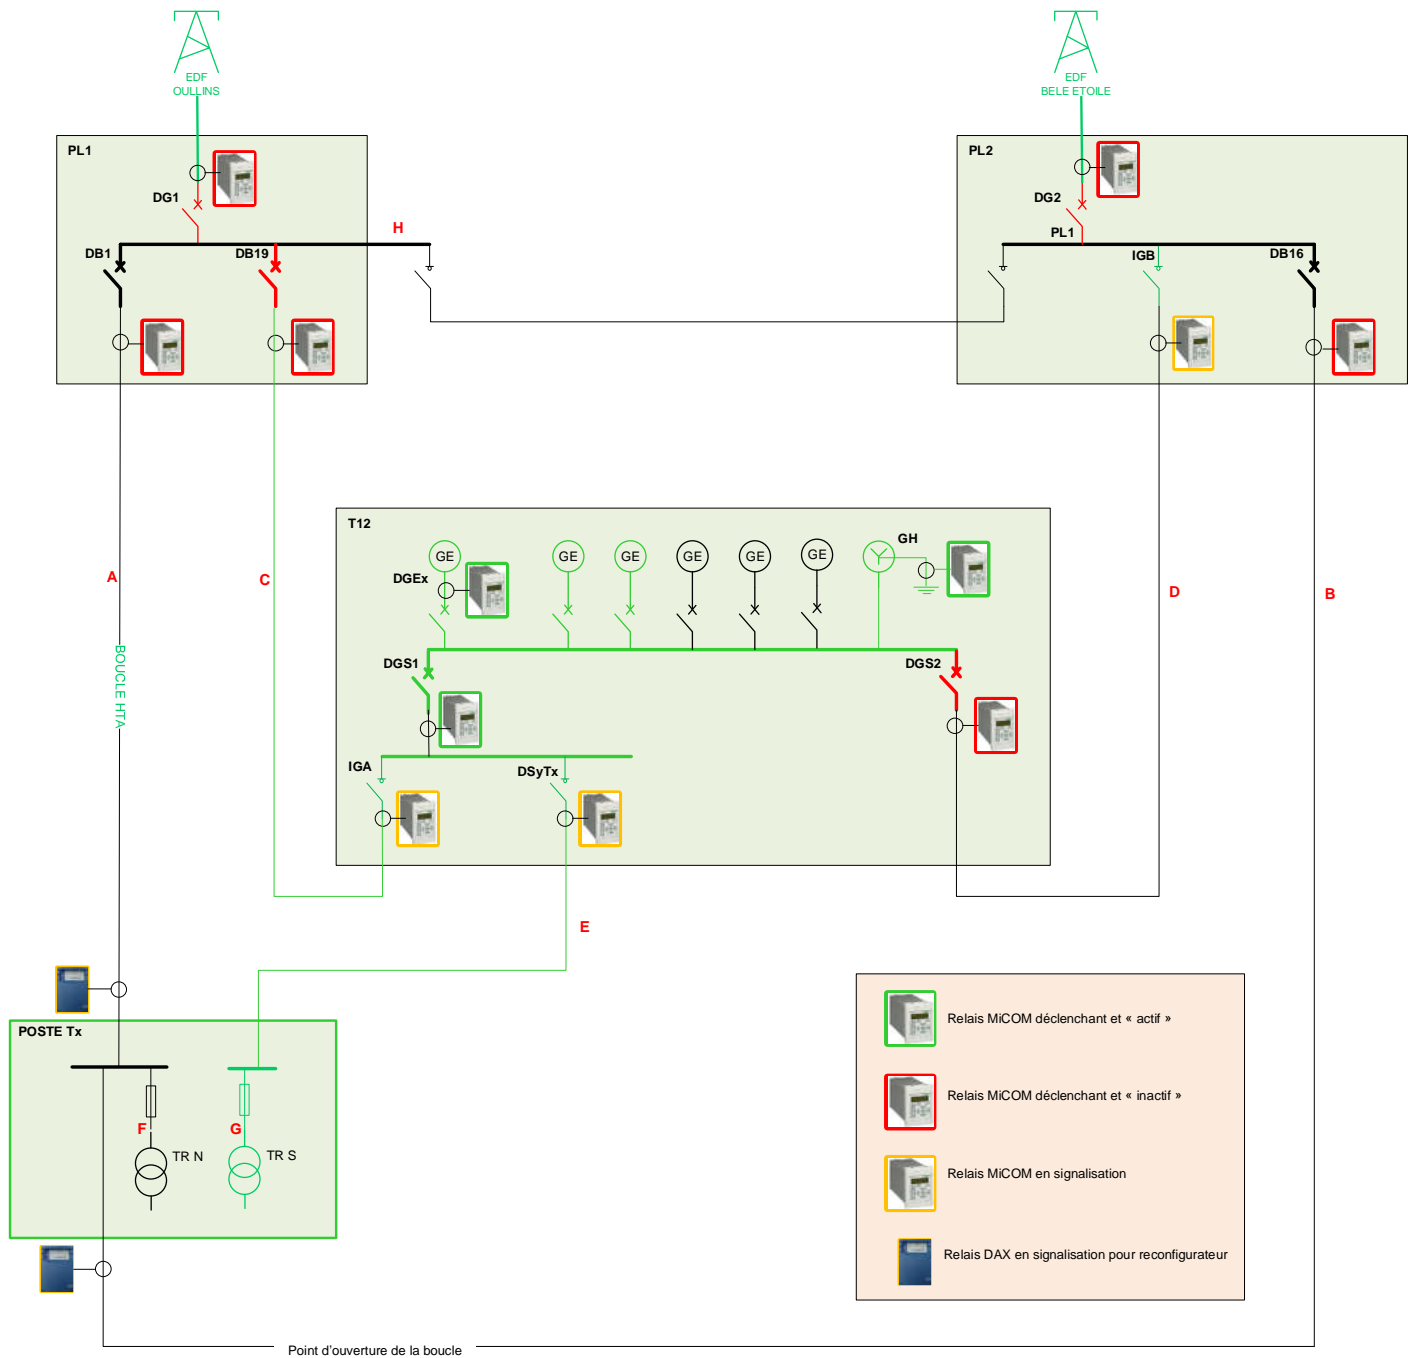 EDF
OULLINS
EDF
BELE ETOILE
PL1
DG1
DB1
DB19
H
PL2
DG2
PL1
IGB
DB16
A
C
D
B
BOUCLE HTA
T12
GE
GE
GE
GE
GE
GE
GH
DGEx
DGS1
DGS2
IGA
DSyTx
E
POSTE Tx
F
G
TR N
TR S
Relais MiCOM déclenchant et « actif »
Relais MiCOM déclenchant et « inactif »
Relais MiCOM en signalisation
Relais DAX en signalisation pour reconfigurateur
Point d'ouverture de la boucle